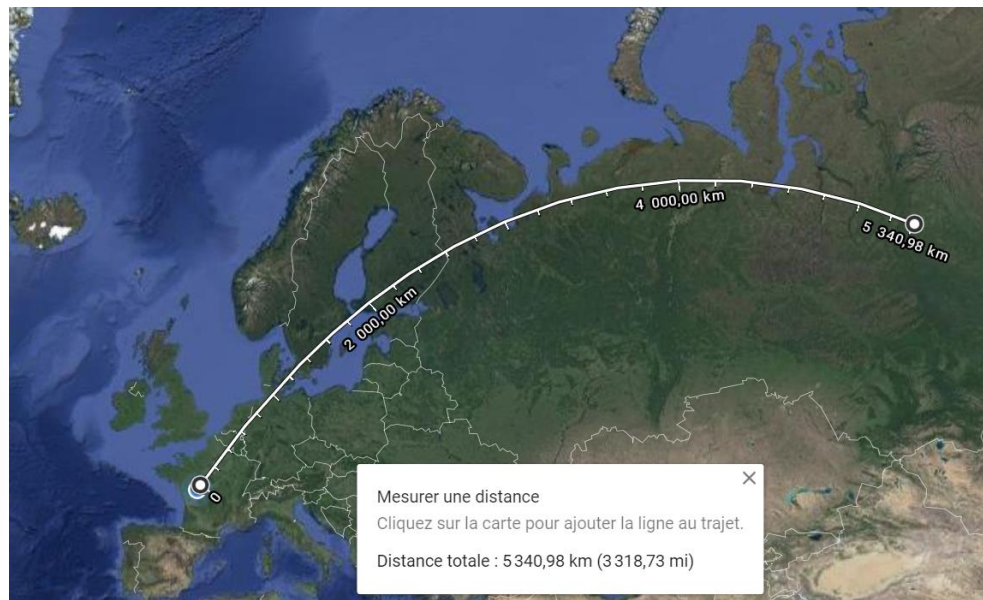 4 000,00 km
5 340,98 km
2 000,00 km
0
Mesurer une distance
Cliquez sur la carte pour ajouter la ligne au trajet.
Distance totale : 5 340,98 km (3 318,73 mi)